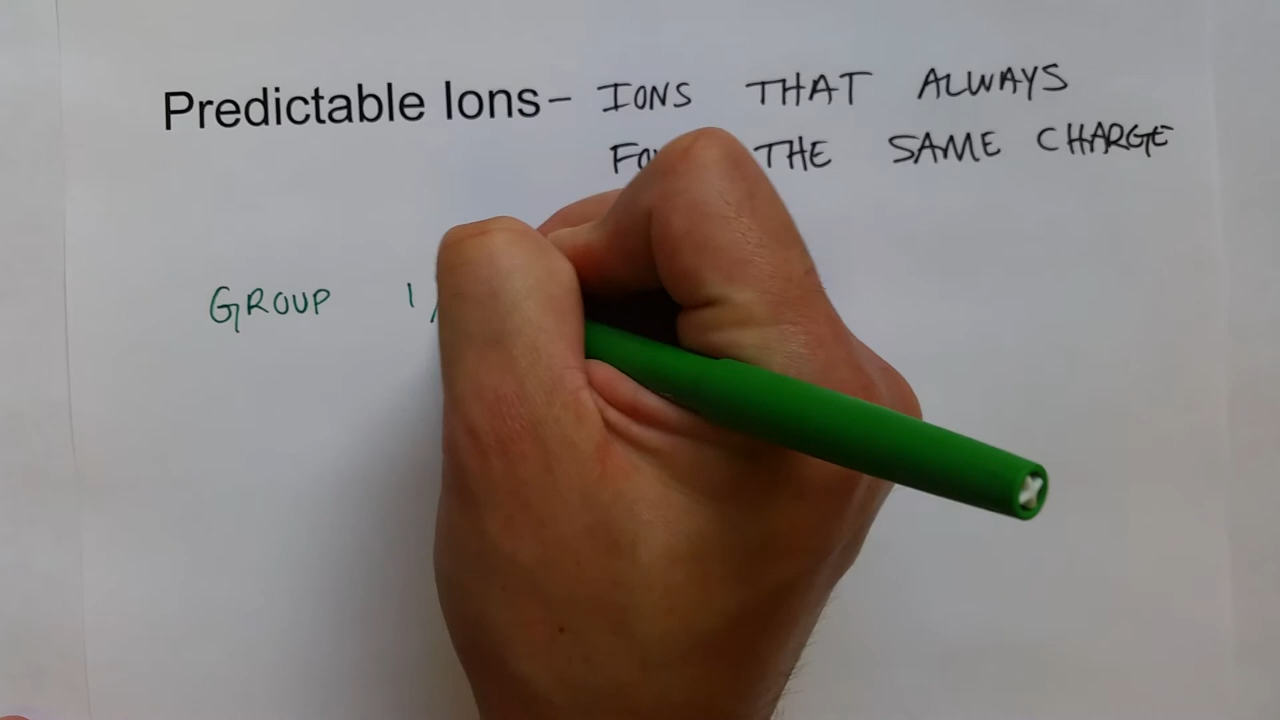 Predictable Ions – IONS THAT ALWAYS
THE SAME CHARGE
GROUP 1,